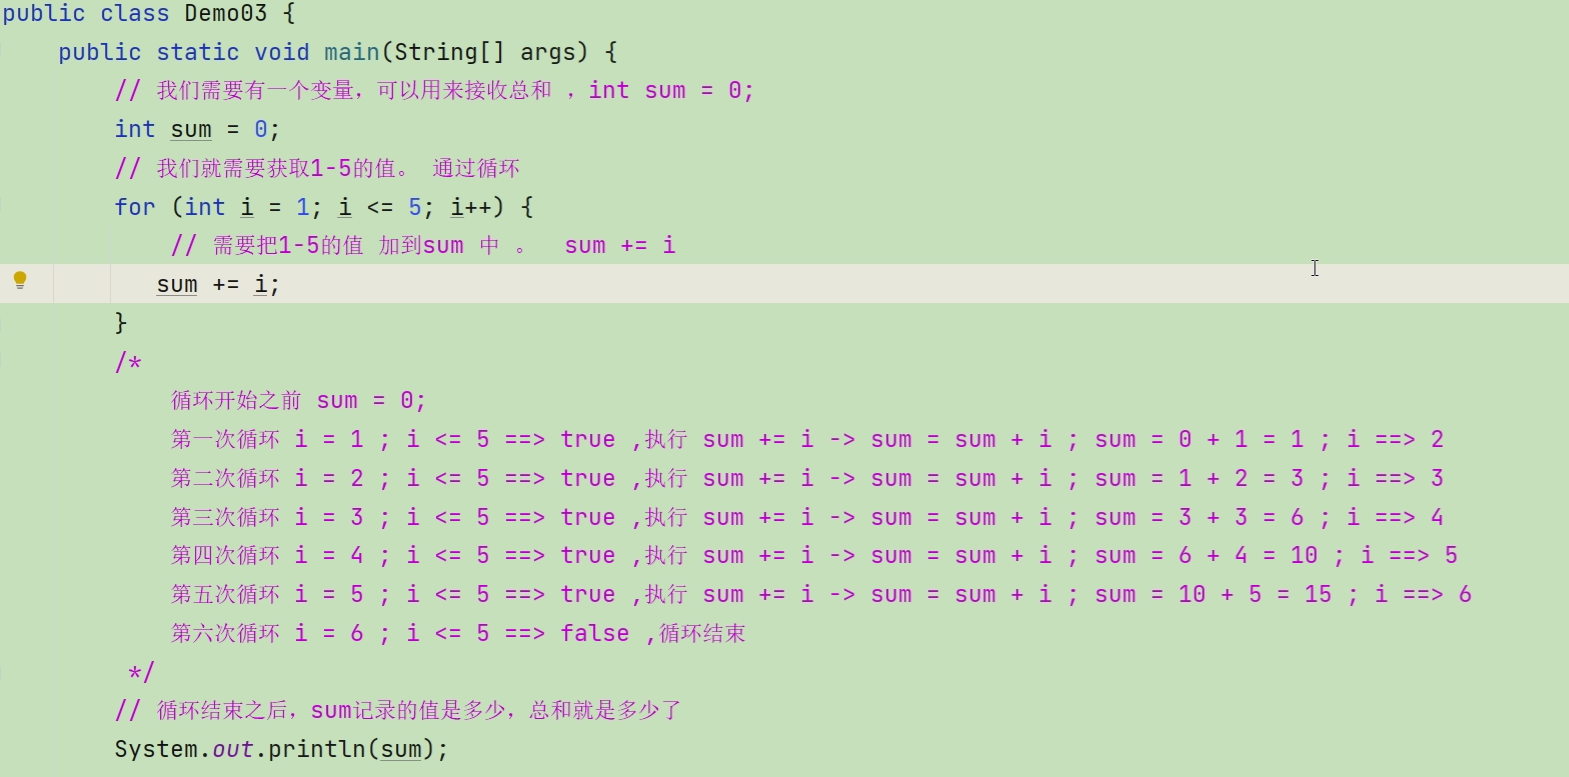 public class Demo03 {
public static void main(String[] args) {
// 我们需要有一个变量，可以用来接收总和 ，int sum = 0;
int sum = 0;
// 我们就需要获取1-5的值。 通过循环
for (int i = 1; i <= 5; i++) {
// 需要把1-5的值 加到sum 中 。 sum += i
sum += i;
}
/*
循环开始之前 sum = 0;
第一次循环 i = 1 ; i <= 5 ==> true ,执行 sum += i -> sum = sum + i ; sum = 0 + 1 = 1 ; i ==> 2
第二次循环 i = 2 ; i <= 5 ==> true ,执行 sum += i -> sum = sum + i ; sum = 1 + 2 = 3 ; i ==> 3
第三次循环 i = 3 ; i <= 5 ==> true ,执行 sum += i -> sum = sum + i ; sum = 3 + 3 = 6 ; i ==> 4
第四次循环 i = 4 ; i <= 5 ==> true ,执行 sum += i -> sum = sum + i ; sum = 6 + 4 = 10 ; i ==> 5
第五次循环 i = 5 ; i <= 5 ==> true ,执行 sum += i -> sum = sum + i ; sum = 10 + 5 = 15 ; i ==> 6
第六次循环 i = 6 ; i <= 5 ==> false ,循环结束
*/
// 循环结束之后，sum记录的值是多少，总和就是多少了
System.out.println(sum);